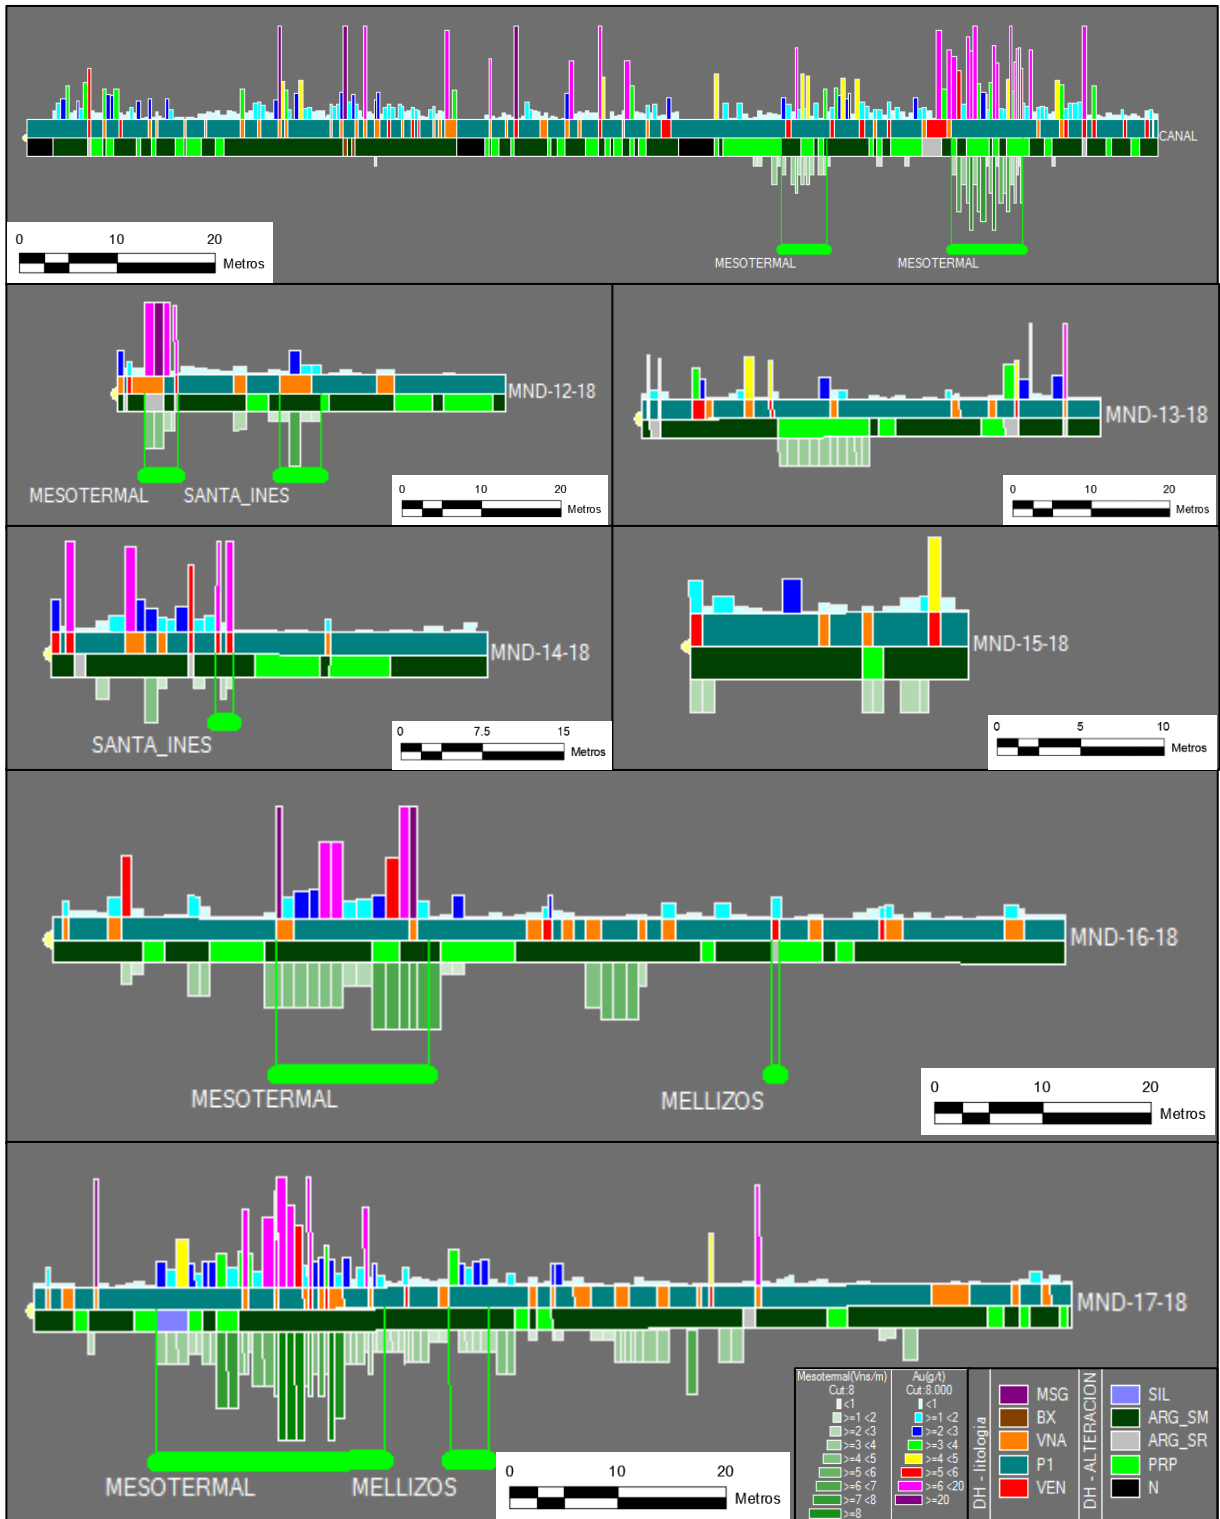 CANAL
0 10 20
Metros
MESOTERMAL MESOTERMAL
MND-12-18
MESOTERMAL SANTA_INES
0 10 20
Metros
MND-13-18
0 10 20
Metros
MND-14-18
SANTA_INES
0 7.5 15
Metros
MND-15-18
0 5 10
Metros
MND-16-18
MESOTERMAL MELLIZOS
0 10 20
Metros
MND-17-18
MESOTERMAL MELLIZOS
0 10 20
Metros
Mesotermal(Vns/m)
Cut:8
<1
>=1 <2
>=2 <3
>=3 <4
>=4 <5
>=5 <6
>=6 <7
>=7 <8
>=8
Au(g/t)
Cut:8.000
<1
>=1 <2
>=2 <3
>=3 <4
>=4 <5
>=5 <6
>=6 <20
>=20
DH - litologia
MSG
BX
VNA
P1
VEN
DH - ALTERACION
SIL
ARG_SM
ARG_SR
PRP
N